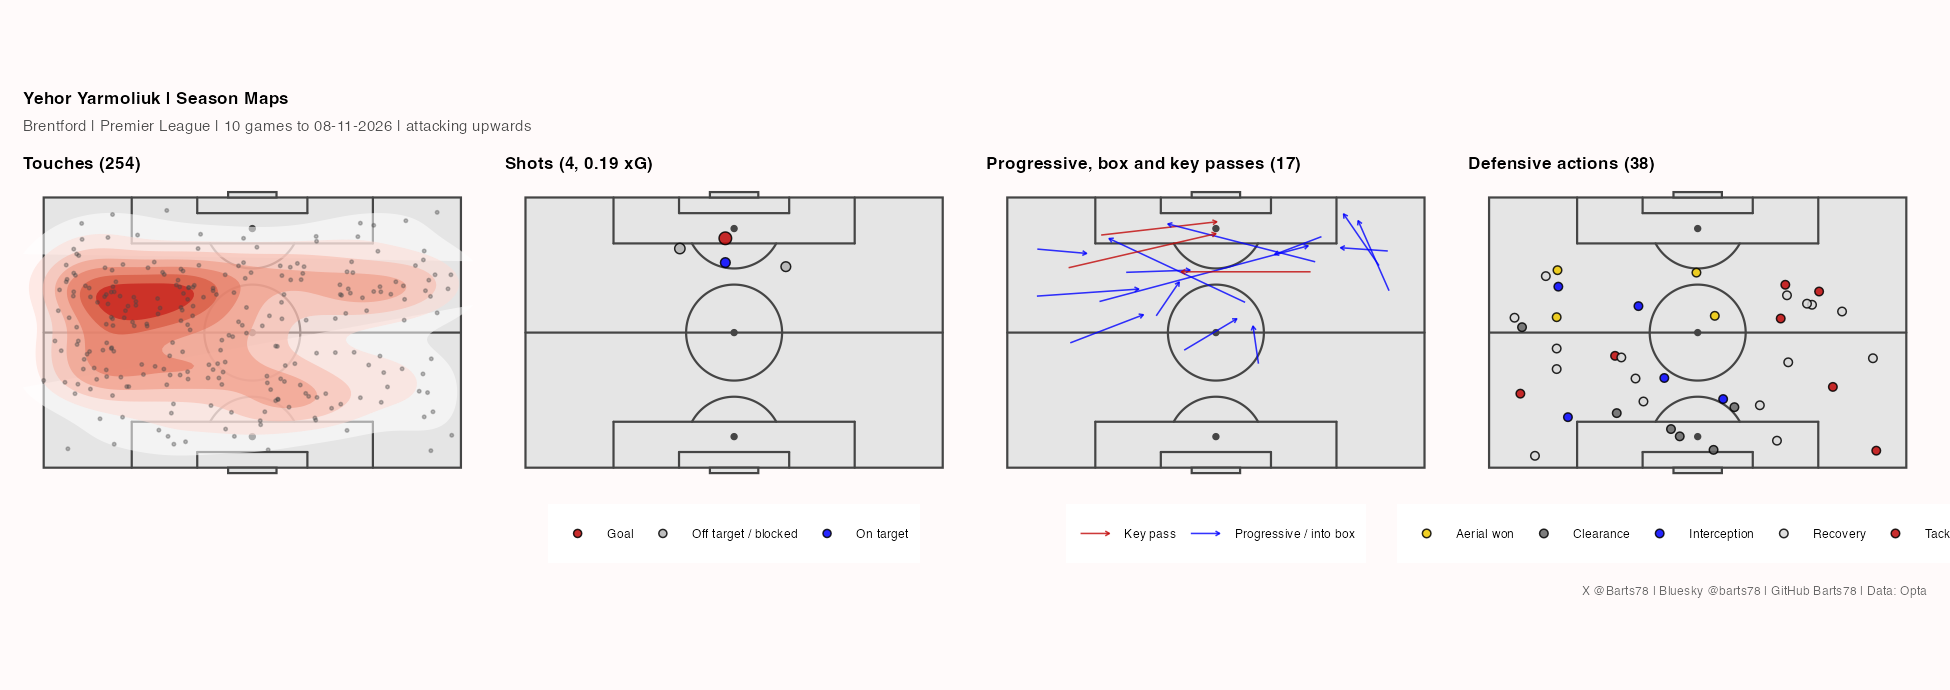 Yehor Yarmoliuk | Season Maps
Brentford | Premier League | 10 games to 08-11-2026 | attacking upwards
Touches (254)
Shots (4, 0.19 xG)
Progressive, box and key passes (17)
Defensive actions (38)
Goal
Off target / blocked
On target
Key pass
Progressive / into box
Aerial won
Clearance
Interception
Recovery
Tack
X @Barts78 | Bluesky @barts78 | GitHub Barts78 | Data: Opta